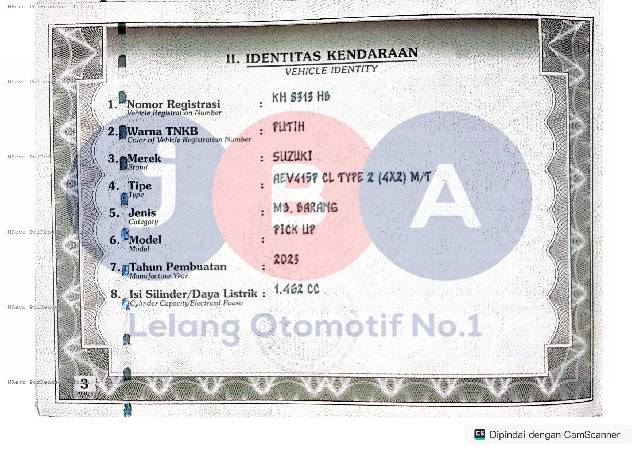 II. IDENTITAS KENDARAAN
VEHICLE IDENTITY
1. Nomor Registrasi : KH 8313 HB
Vehicle Registration Number
2. Warna TNKB : PUTIH
Color of Vehicle Registration Number
3. Merek : SUZUKI
Brand
4. Tipe : AEV415P CL TYPE 2 (4X2) M/T
Type
5. Jenis : MB. BARANG
Category
6. Model : PICK UP
Model
7. Tahun Pembuatan : 2023
Manufacture Year
8. Isi Silinder/Daya Listrik : 1.462 CC
Cylinder Capacity/Electrical Power
JBA
Lelang Otomotif No.1
3
CS Dipindai dengan CamScanner